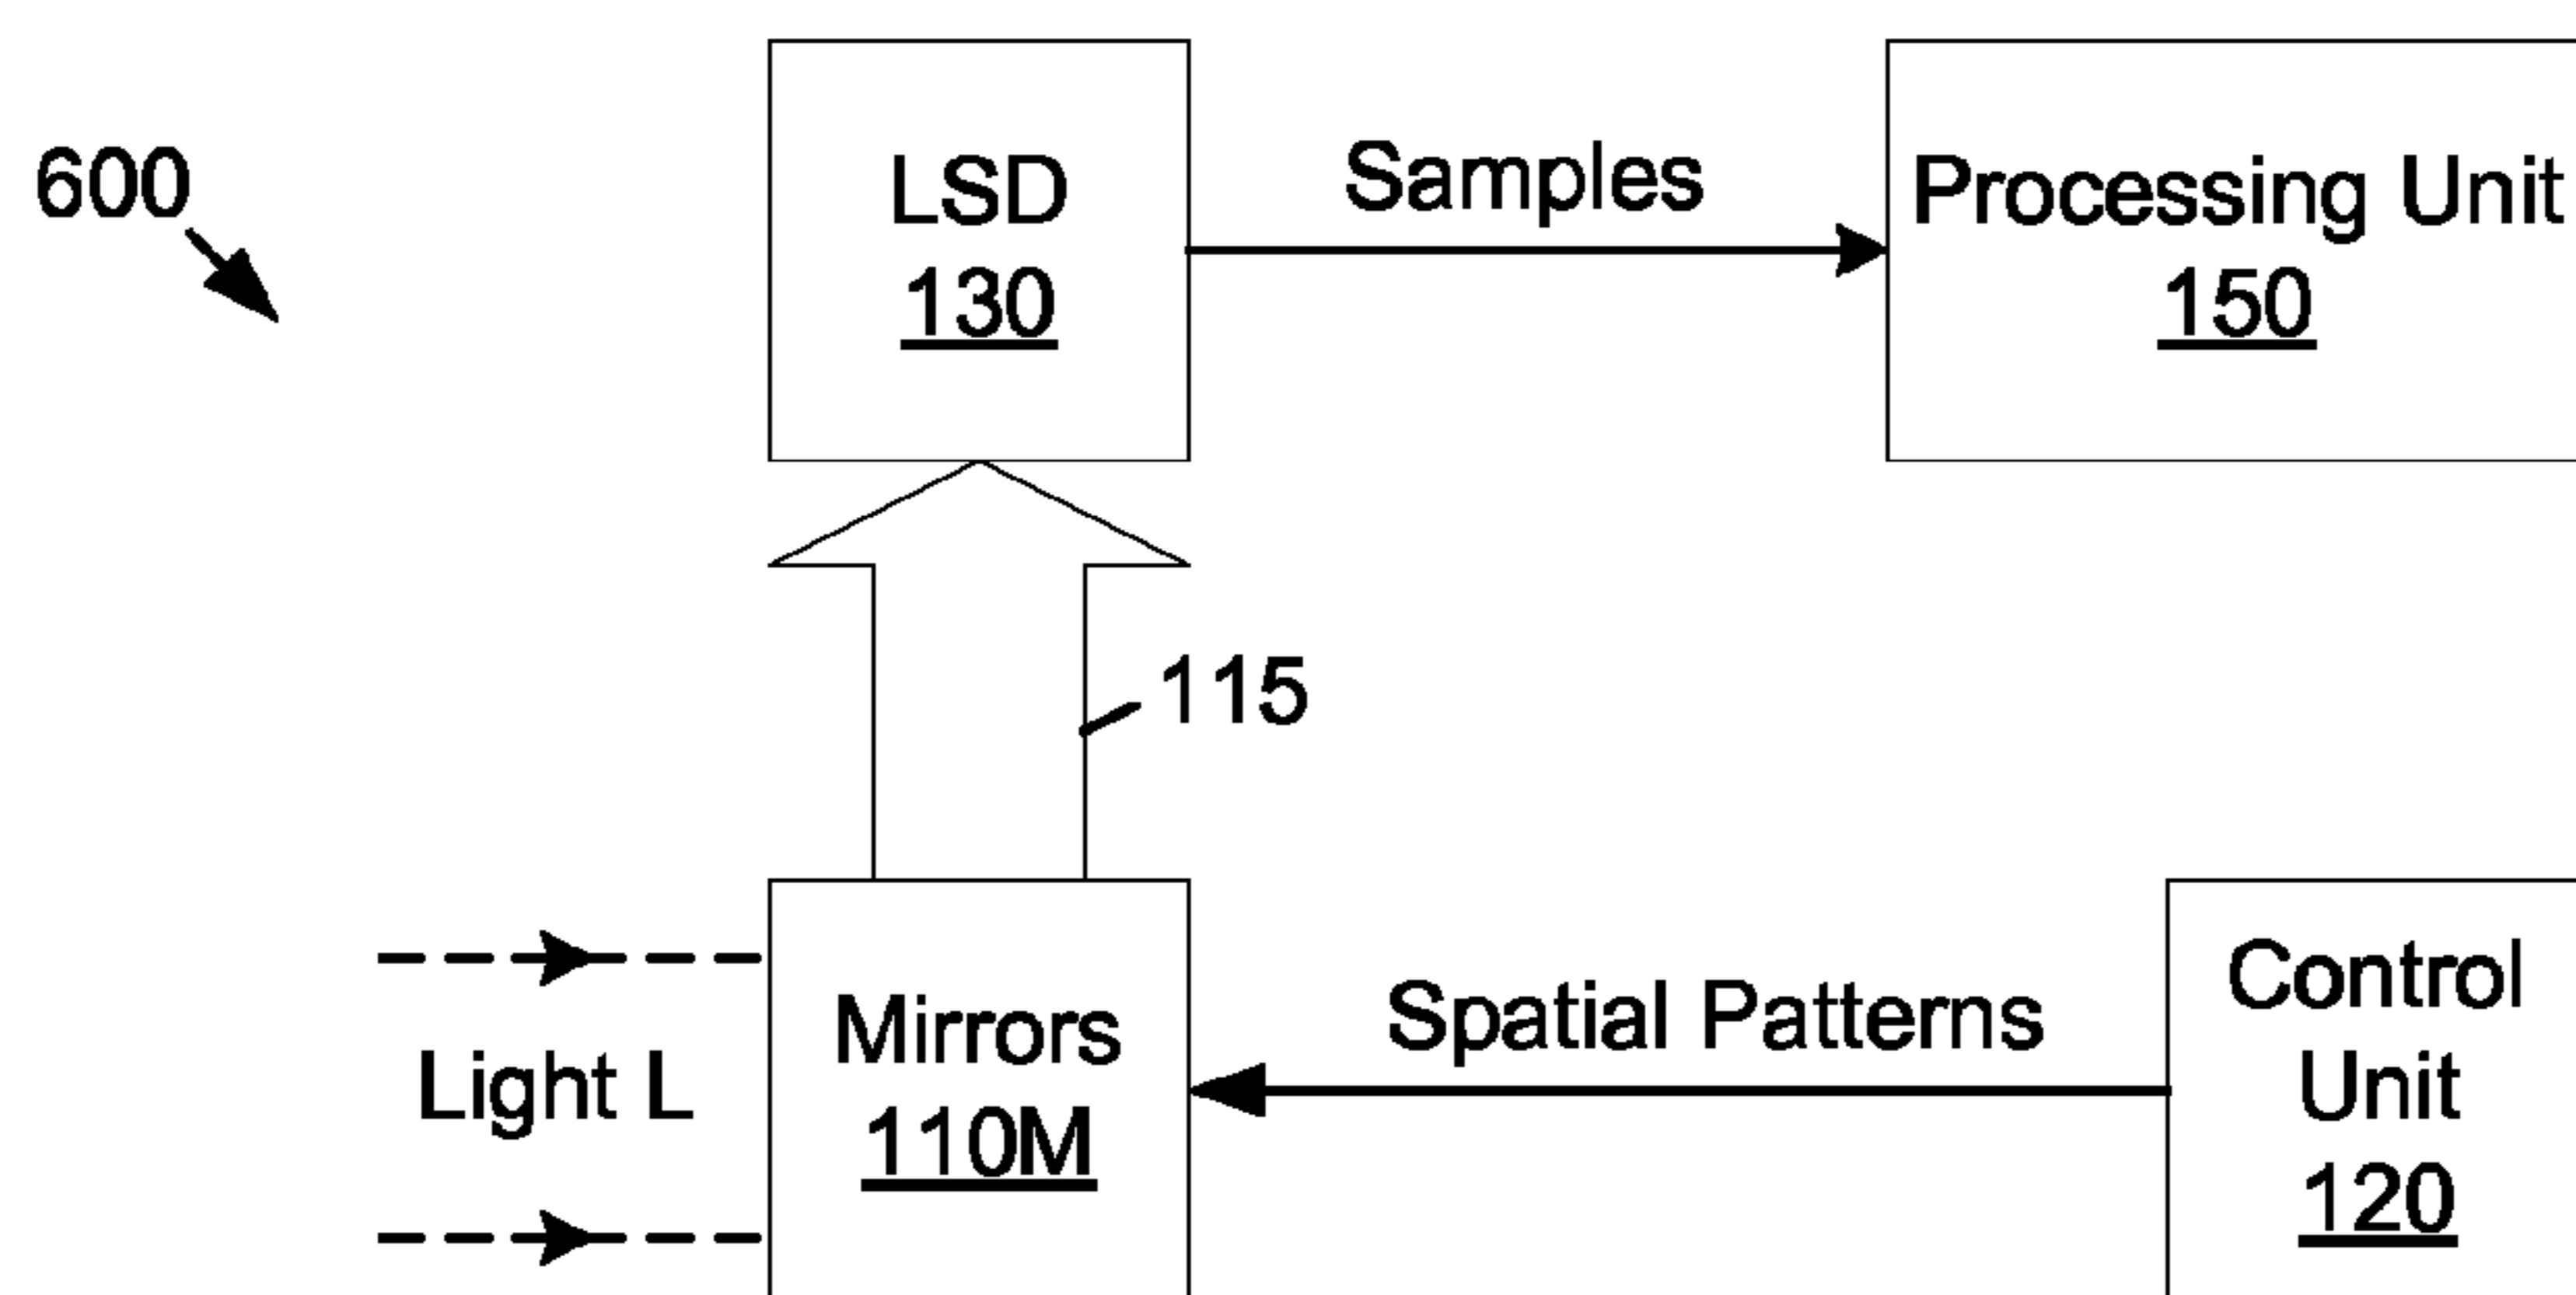 600
LSD
130
Samples
Processing Unit
150
115
Light L
Mirrors
110M
Spatial Patterns
Control
Unit
120